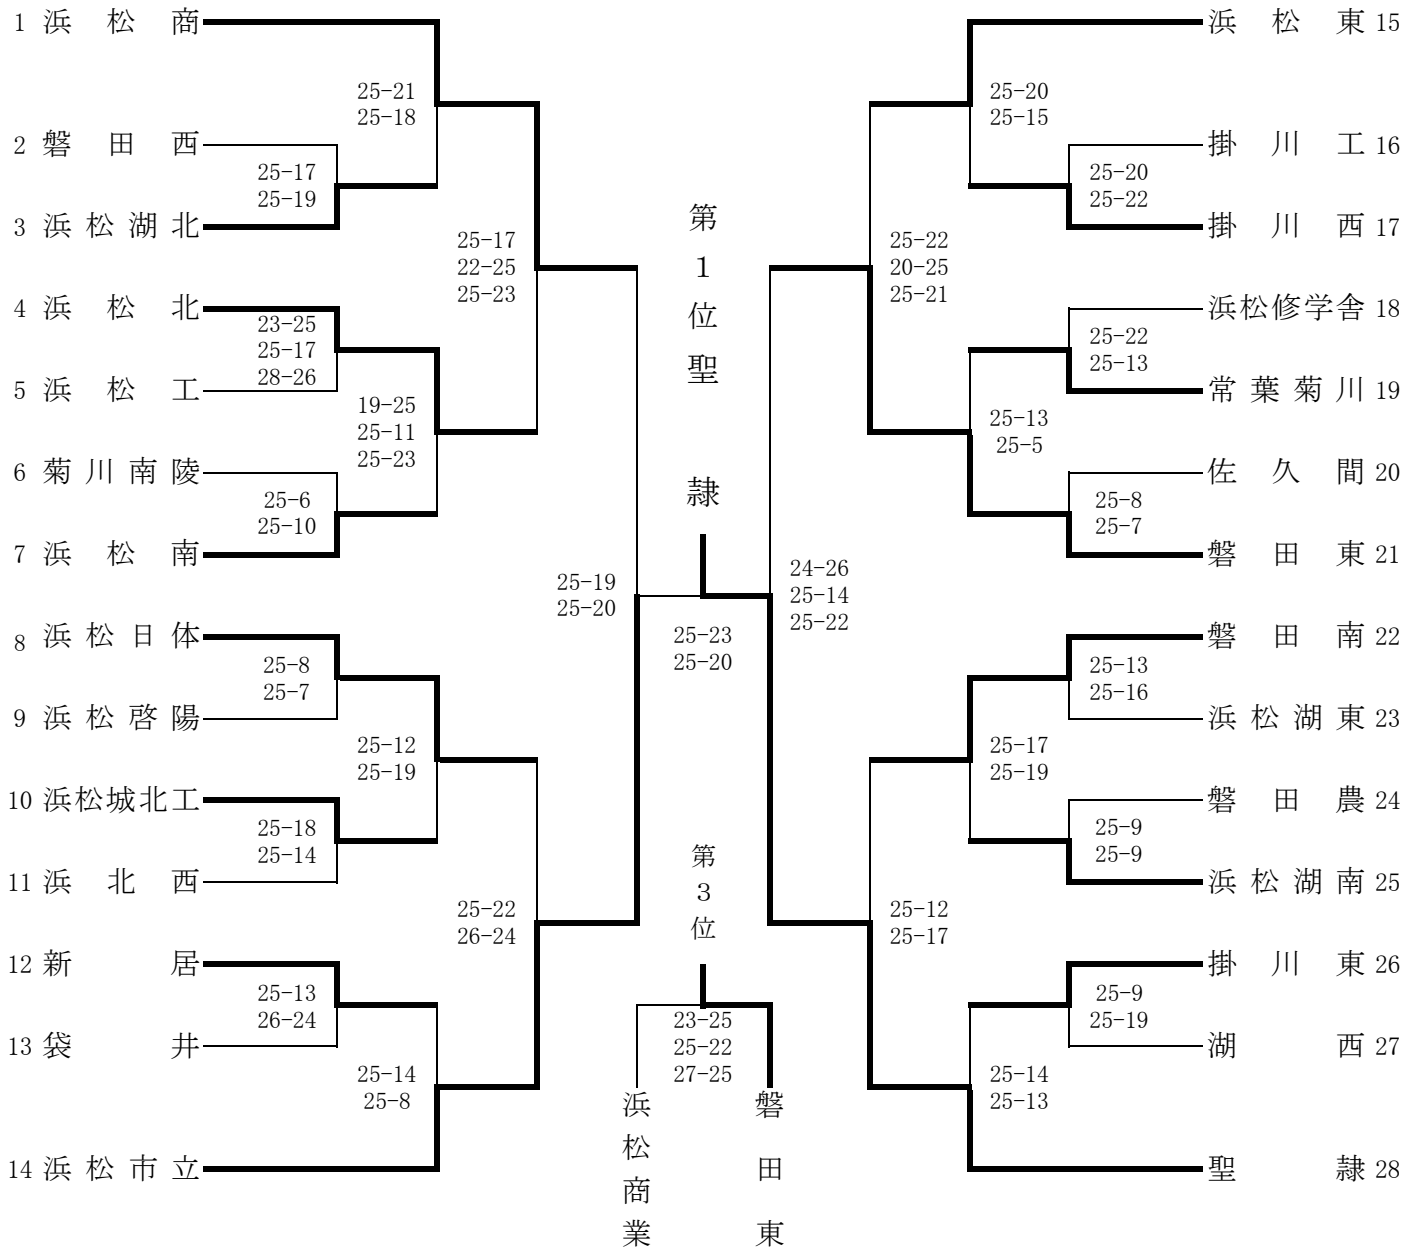 1 浜松商
25-21
25-18
2 磐田西
25-17
25-19
3 浜松湖北
25-17
22-25
25-23
4 浜松北
23-25
25-17
28-26
5 浜松工
19-25
25-11
25-23
6 菊川南陵
25-6
25-10
7 浜松南
25-19
25-20
8 浜松日体
25-8
25-7
9 浜松啓陽
25-12
25-19
10 浜松城北工
25-18
25-14
11 浜北西
25-22
26-24
12 新居
25-13
26-24
13 袋井
25-14
25-8
14 浜松市立
第1位聖隷
25-23
25-20
第3位
23-25
25-22
27-25
浜松商業
磐田東
浜松東 15
25-20
25-15
掛川工 16
25-20
25-22
掛川西 17
25-22
20-25
25-21
浜松修学舎 18
25-22
25-13
常葉菊川 19
25-13
25-5
佐久間 20
25-8
25-7
磐田東 21
24-26
25-14
25-22
磐田南 22
25-13
25-16
浜松湖東 23
25-17
25-19
磐田農 24
25-9
25-9
浜松湖南 25
25-12
25-17
掛川東 26
25-9
25-19
湖西 27
25-14
25-13
聖隷 28